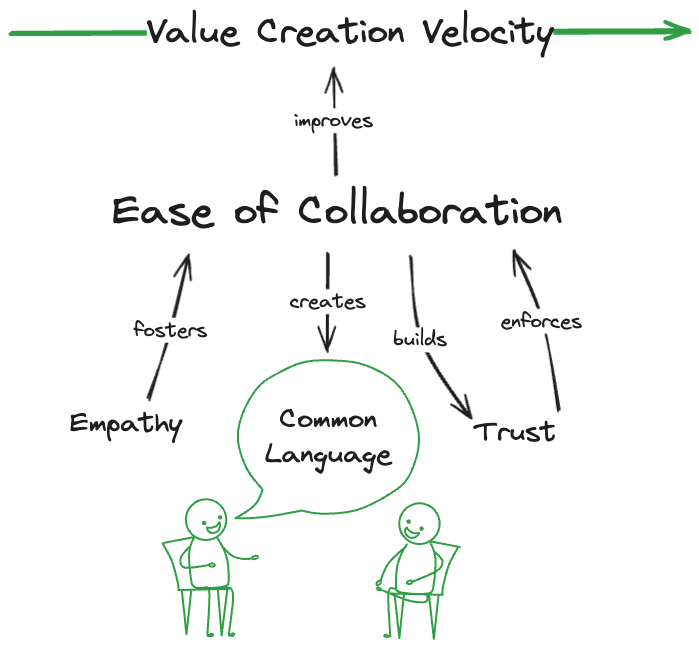 Value Creation Velocity
improves
Ease of Collaboration
fosters
creates
builds
enforces
Empathy
Common
Language
Trust